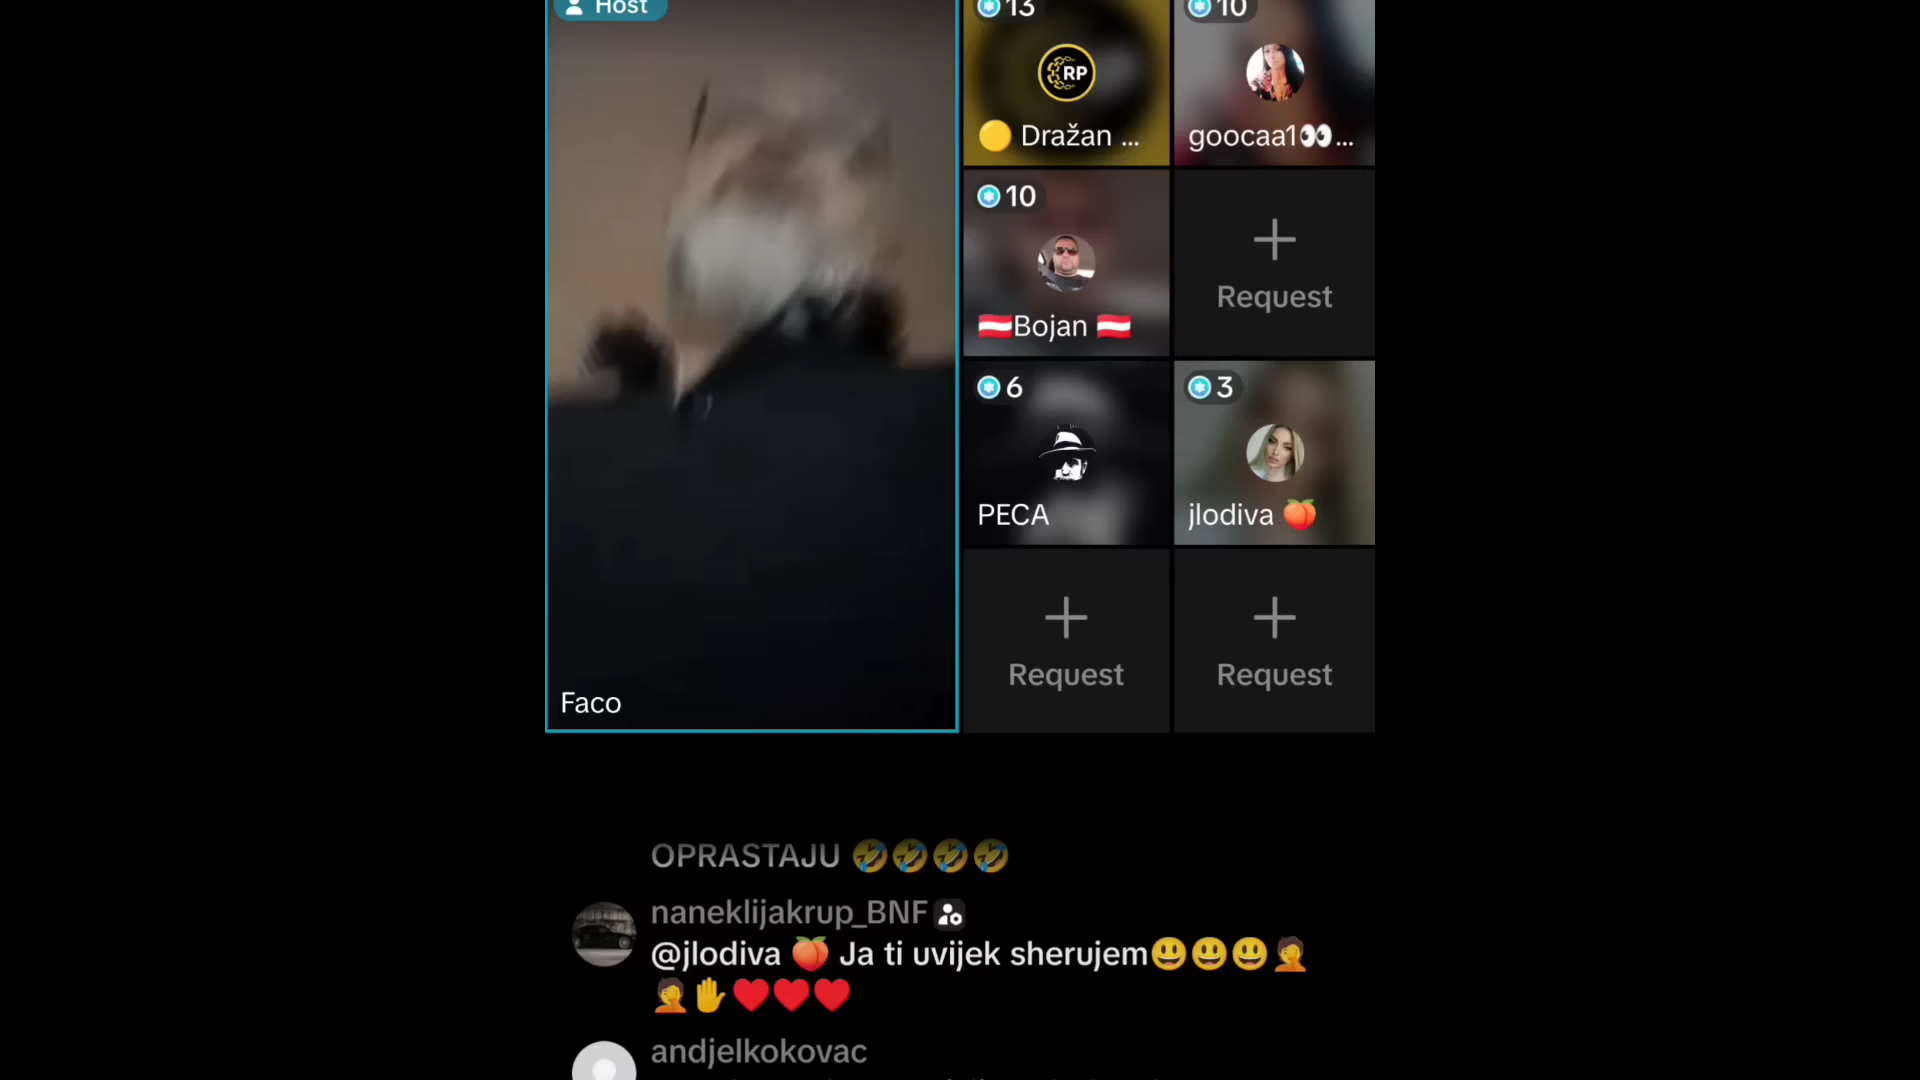 Host
13
10
RP
🟡 Dražan ...
goocaa1👀...
10
🇦🇹Bojan 🇦🇹
Request
6
3
PECA
jlodiva 🍑
Request
Request
Faco
OPRASTAJU 🤣🤣🤣🤣
naneklijakrup_BNF
@jlodiva 🍑 Ja ti uvijek sherujem😃😃😃🤦
🤦✋❤️❤️❤️
andjelkokovac